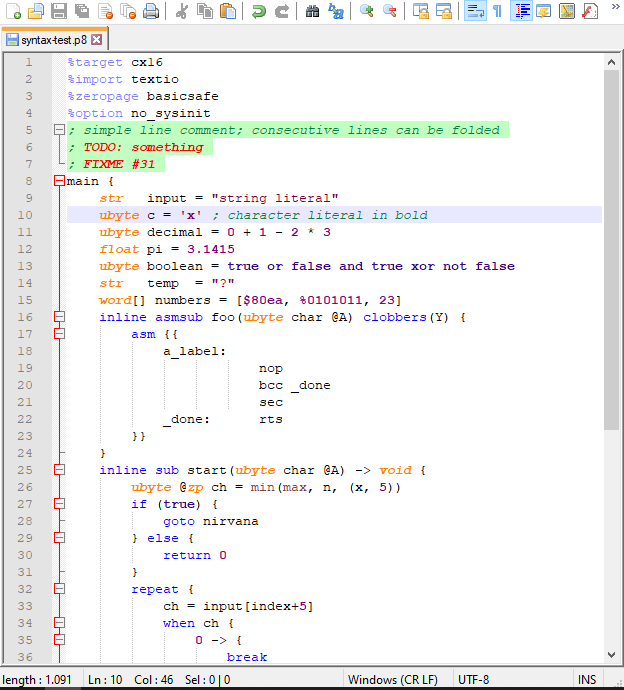 syntax-test.p8
1 %target cx16
2 %import textio
3 %zeropage basicsafe
4 %option no_sysinit
5 ; simple line comment; consecutive lines can be folded
6 ; TODO: something
7 ; FIXME #31
8 main {
9 str   input = "string literal"
10 ubyte c = 'x' ; character literal in bold
11 ubyte decimal = 0 + 1 - 2 * 3
12 float pi = 3.1415
13 ubyte boolean = true or false and true xor not false
14 str   temp  = "?"
15 word[] numbers = [$80ea, %0101011, 23]
16 inline asmsub foo(ubyte char @A) clobbers(Y) {
17 asm {{
18 a_label:
19 nop
20 bcc _done
21 sec
22 _done:      rts
23 }}
24 }
25 inline sub start(ubyte char @A) -> void {
26 ubyte @zp ch = min(max, n, (x, 5))
27 if (true) {
28 goto nirvana
29 } else {
30 return 0
31 }
32 repeat {
33 ch = input[index+5]
34 when ch {
35 0 -> {
36 break
length : 1.091 Ln : 10 Col : 46 Sel : 0 | 0 Windows (CR LF) UTF-8 INS